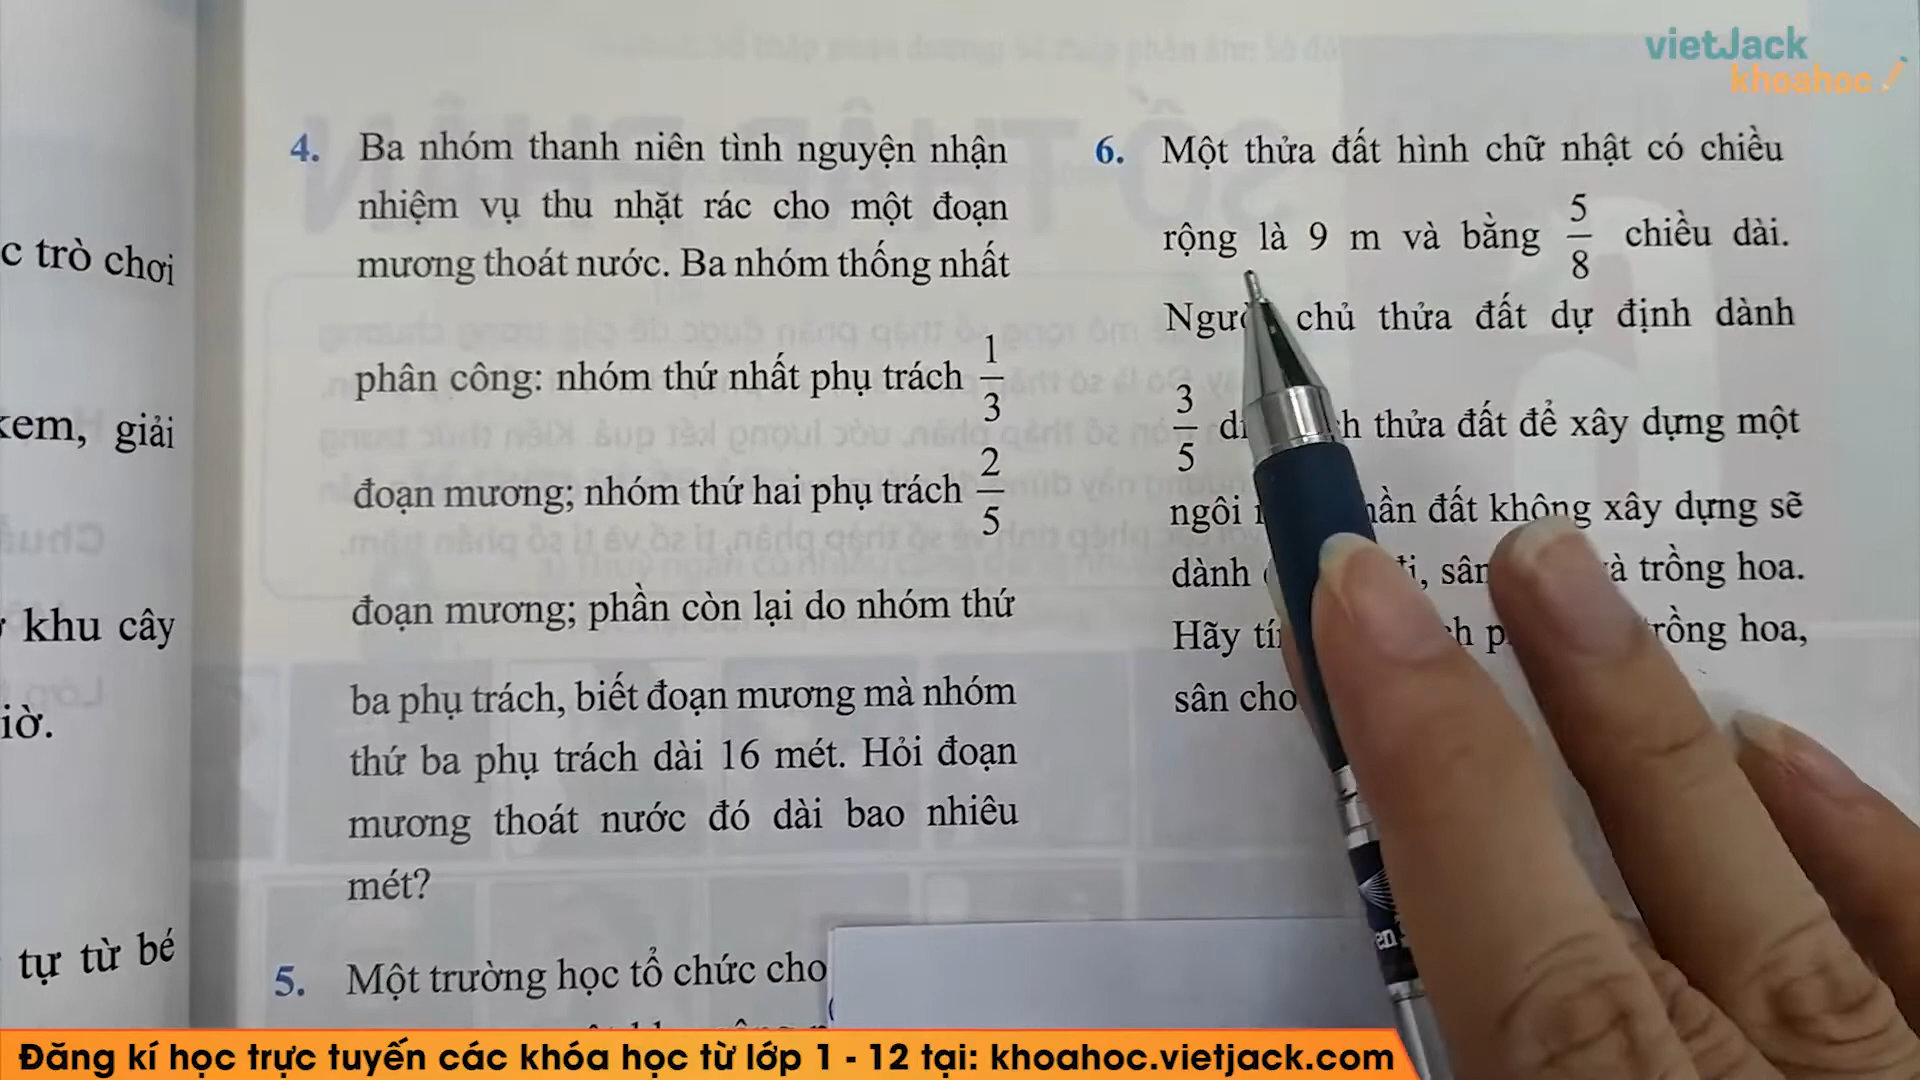 vietJack
khoahoc
c trò chơi
kem, giải
khu cây
iờ.
tự từ bé
4. Ba nhóm thanh niên tình nguyện nhận
nhiệm vụ thu nhặt rác cho một đoạn
mương thoát nước. Ba nhóm thống nhất
phân công: nhóm thứ nhất phụ trách 1/3
đoạn mương; nhóm thứ hai phụ trách 2/5
đoạn mương; phần còn lại do nhóm thứ
ba phụ trách, biết đoạn mương mà nhóm
thứ ba phụ trách dài 16 mét. Hỏi đoạn
mương thoát nước đó dài bao nhiêu
mét?
5. Một trường học tổ chức cho
6. Một thửa đất hình chữ nhật có chiều
rộng là 9 m và bằng 5/8 chiều dài.
chủ thửa đất dự định dành
3/5 thửa đất để xây dựng một
ngôi đất không xây dựng sẽ
dành sân trồng hoa.
Hãy trồng hoa,
sân
Đăng kí học trực tuyến các khóa học từ lớp 1 - 12 tại: khoahoc.vietjack.com